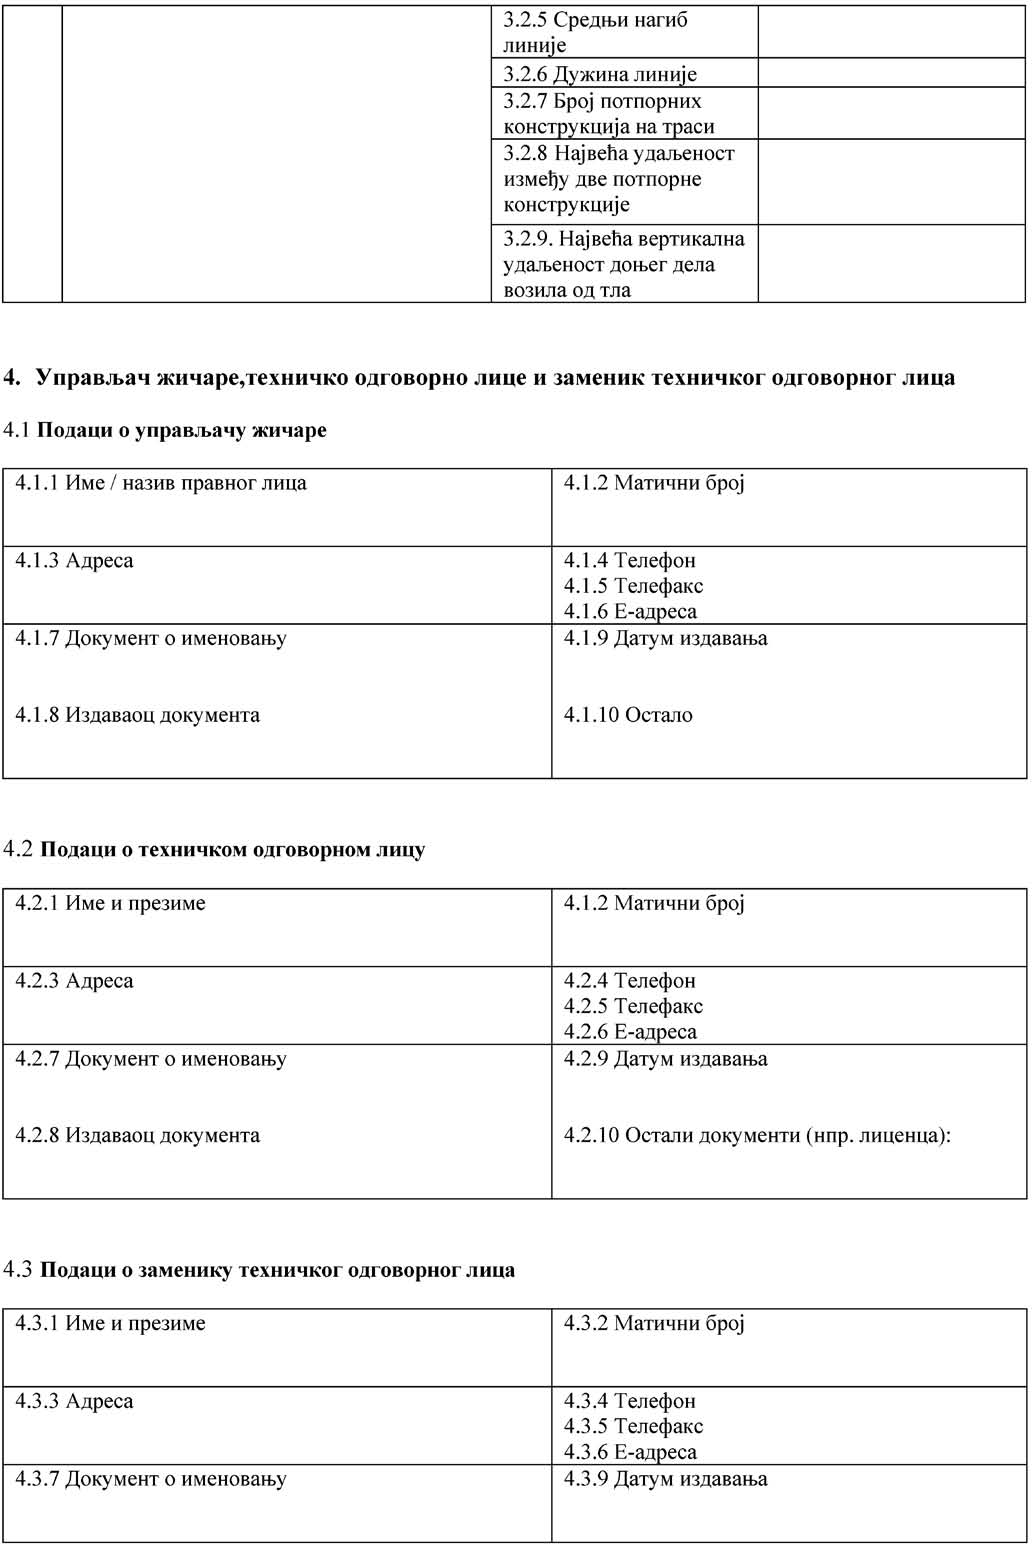 3.2.5 Средњи нагиб
линије
3.2.6 Дужина линије
3.2.7 Број потпорних
конструкција на траси
3.2.8 Највећа удаљеност
између две потпорне
конструкције
3.2.9. Највећа вертикална
удаљеност доњег дела
возила од тла
4. Управљач жичаре,техничко одговорно лице и заменик техничког одговорног лица
4.1 Подаци о управљачу жичаре
4.1.1 Име / назив правног лица
4.1.2 Матични број
4.1.3 Адреса
4.1.4 Телефон
4.1.5 Телефакс
4.1.6 Е-адреса
4.1.7 Документ о именовању
4.1.9 Датум издавања
4.1.8 Издаваоц документа
4.1.10 Остало
4.2 Подаци о техничком одговорном лицу
4.2.1 Име и презиме
4.1.2 Матични број
4.2.3 Адреса
4.2.4 Телефон
4.2.5 Телефакс
4.2.6 Е-адреса
4.2.7 Документ о именовању
4.2.9 Датум издавања
4.2.8 Издаваоц документа
4.2.10 Остали документи (нпр. лиценца):
4.3 Подаци о заменику техничког одговорног лица
4.3.1 Име и презиме
4.3.2 Матични број
4.3.3 Адреса
4.3.4 Телефон
4.3.5 Телефакс
4.3.6 Е-адреса
4.3.7 Документ о именовању
4.3.9 Датум издавања